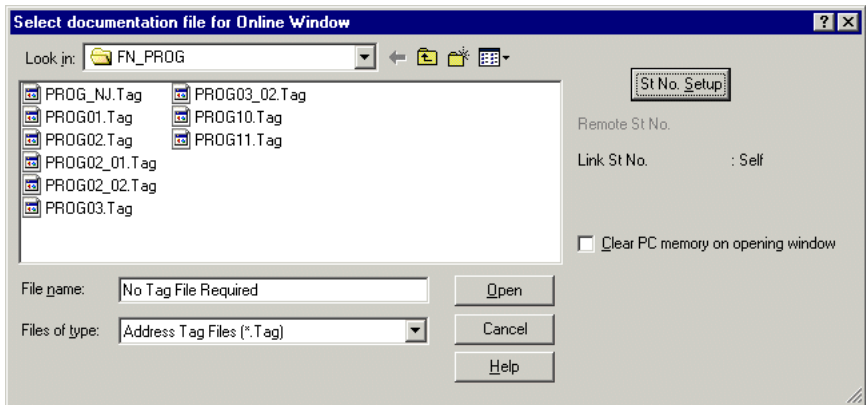 Select documentation file for Online Window
Look in: FN_PROG
St No. Setup
PROG_NJ.Tag
PROG01.Tag
PROG02.Tag
PROG02_01.Tag
PROG02_02.Tag
PROG03.Tag
PROG03_02.Tag
PROG10.Tag
PROG11.Tag
Remote St No.
Link St No. : Self
Clear PC memory on opening window
File name: No Tag File Required
Open
Files of type: Address Tag Files (*.Tag)
Cancel
Help